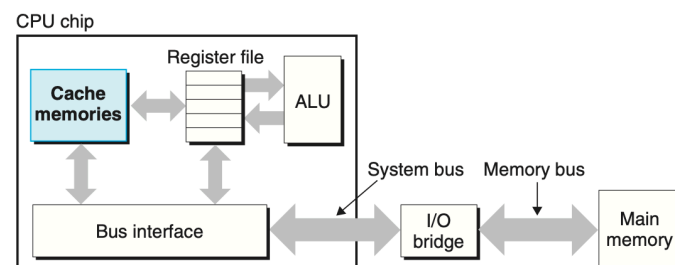 CPU chip
Register file
Cache
memories
ALU
System bus
Memory bus
Bus interface
I/O
bridge
Main
memory